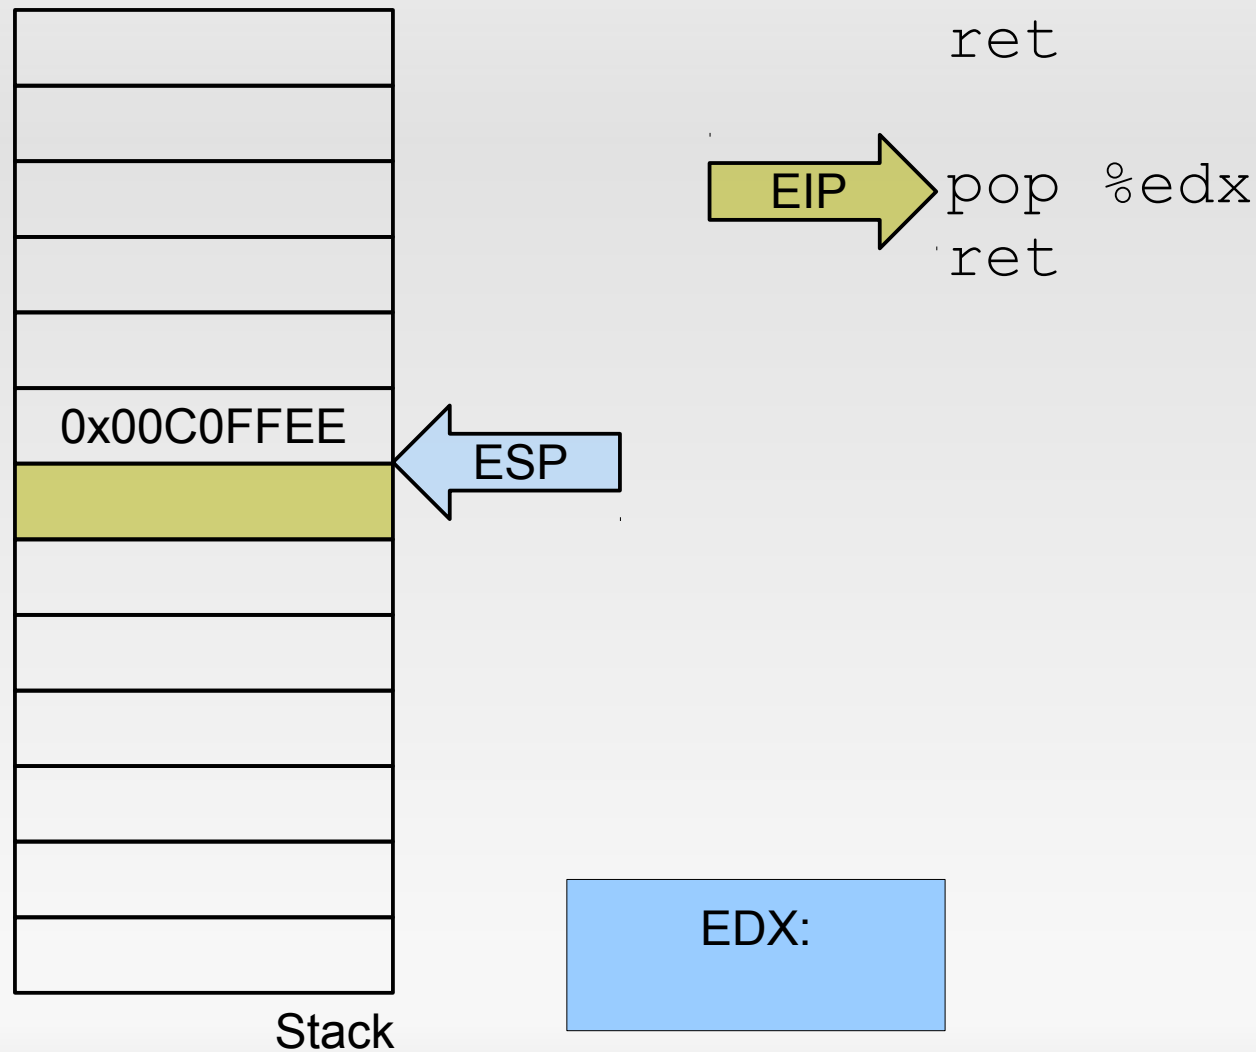 ret
EIP
pop %edx
ret
0x00C0FFEE
ESP
EDX:
Stack